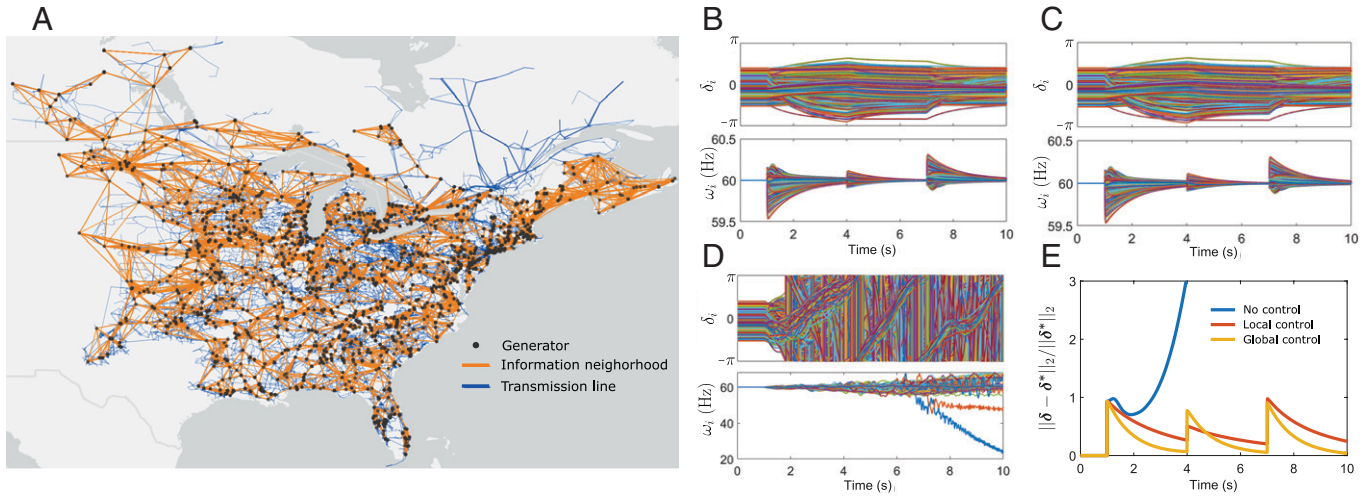 A
Generator
Information neighorhood
Transmission line
B
π
δᵢ
0
-π
60.5
ωᵢ (Hz)
60
59.5
0 2 4 6 8 10
Time (s)
C
π
δᵢ
0
-π
60.5
ωᵢ (Hz)
60
59.5
0 2 4 6 8 10
Time (s)
D
π
δᵢ
0
-π
60
ωᵢ (Hz)
40
20
0 2 4 6 8 10
Time (s)
E
3
2
1
0
||δ − δ*||₂/||δ*||₂
No control
Local control
Global control
0 2 4 6 8 10
Time (s)